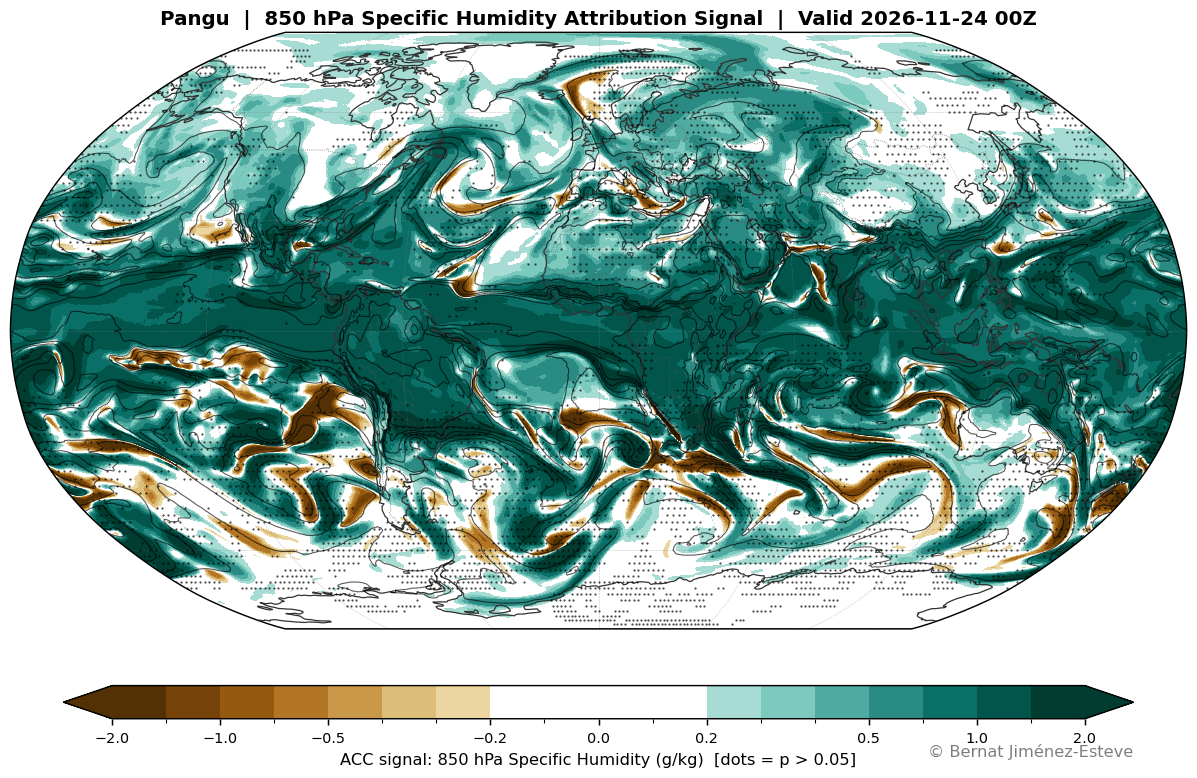 Pangu | 850 hPa Specific Humidity Attribution Signal | Valid 2026-11-24 00Z
−2.0 −1.0 −0.5 −0.2 0.0 0.2 0.5 1.0 2.0
ACC signal: 850 hPa Specific Humidity (g/kg) [dots = p > 0.05]
© Bernat Jiménez-Esteve